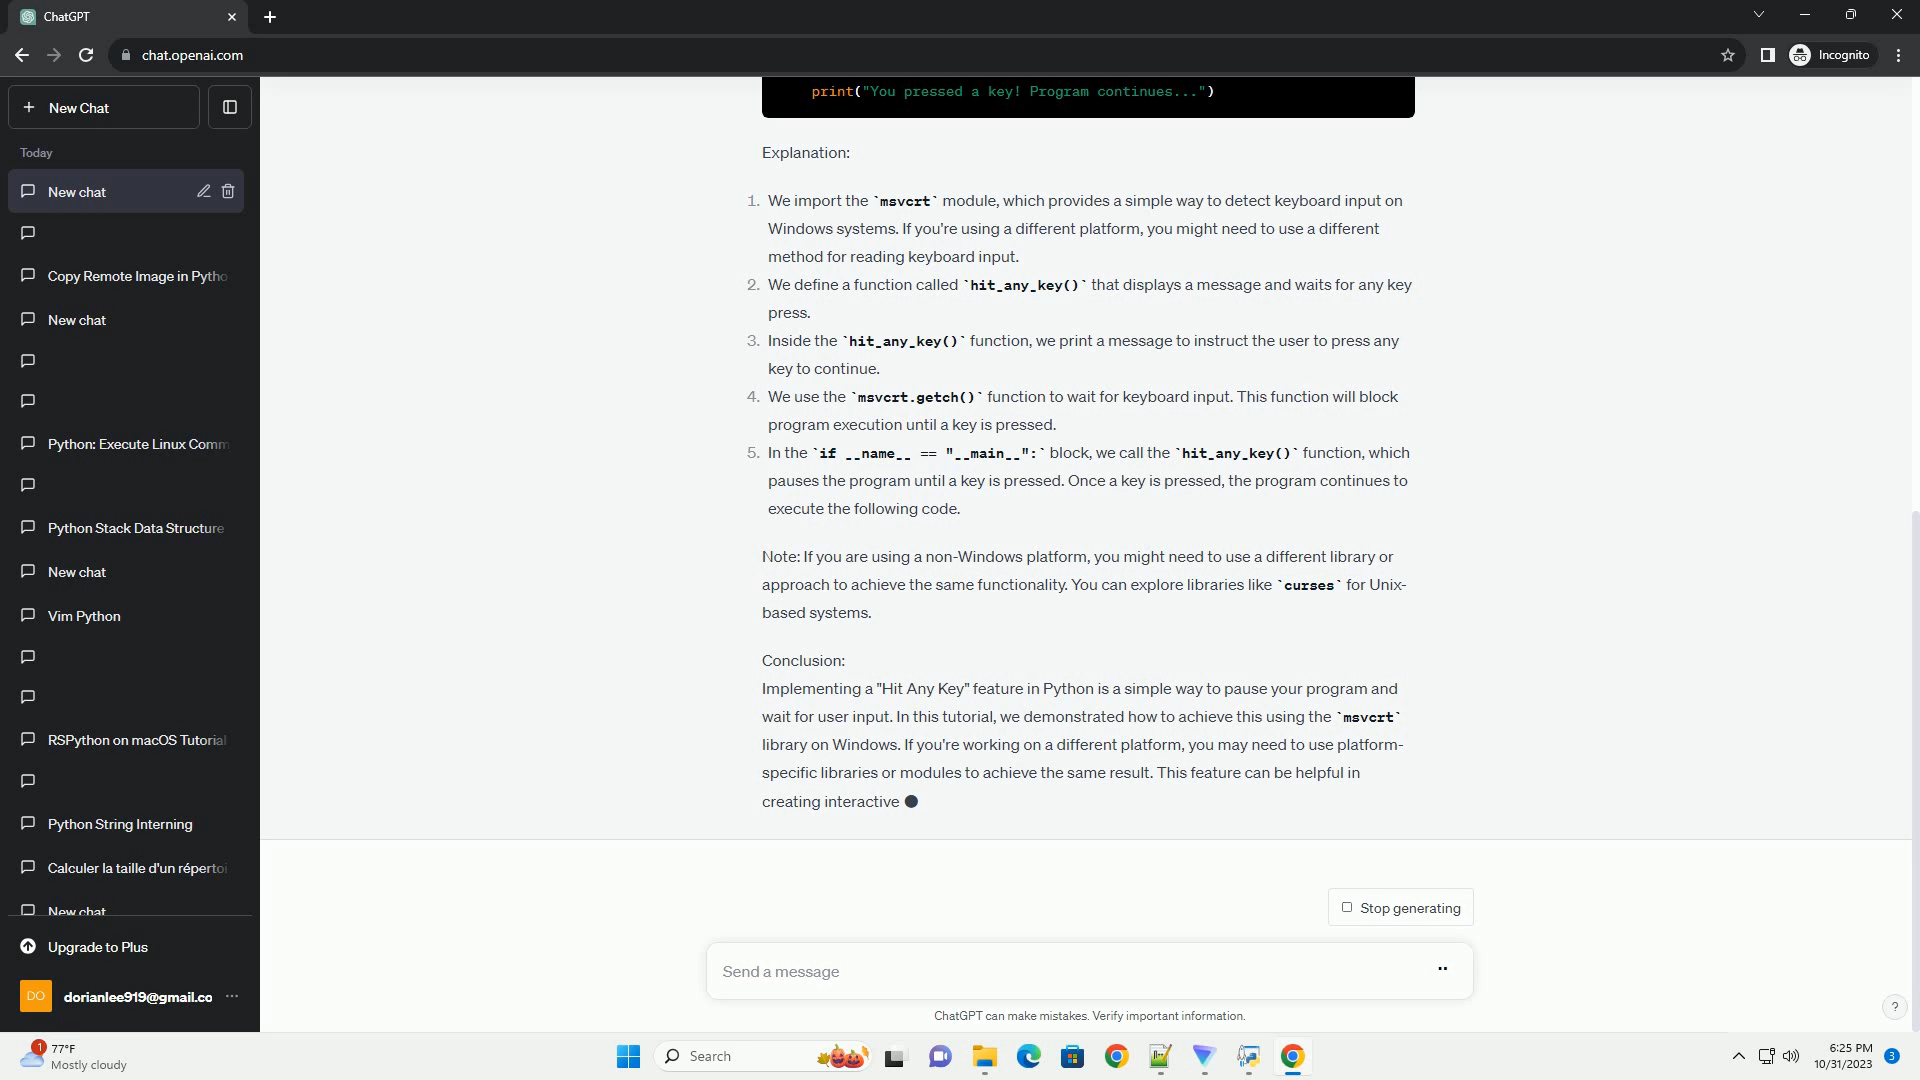 ChatGPT
chat.openai.com
Incognito
New Chat
Today
New chat
Copy Remote Image in Pytho
New chat
Python: Execute Linux Comm
Python Stack Data Structure
New chat
Vim Python
RSPython on macOS Tutorial
Python String Interning
Calculer la taille d'un répertoi
New chat
Upgrade to Plus
DO
dorianlee919@gmail.co
print("You pressed a key! Program continues...")
Explanation:
1. We import the `msvcrt` module, which provides a simple way to detect keyboard input on
Windows systems. If you're using a different platform, you might need to use a different
method for reading keyboard input.
2. We define a function called `hit_any_key()` that displays a message and waits for any key
press.
3. Inside the `hit_any_key()` function, we print a message to instruct the user to press any
key to continue.
4. We use the `msvcrt.getch()` function to wait for keyboard input. This function will block
program execution until a key is pressed.
5. In the `if __name__ == "__main__":` block, we call the `hit_any_key()` function, which
pauses the program until a key is pressed. Once a key is pressed, the program continues to
execute the following code.
Note: If you are using a non-Windows platform, you might need to use a different library or
approach to achieve the same functionality. You can explore libraries like `curses` for Unix-
based systems.
Conclusion:
Implementing a "Hit Any Key" feature in Python is a simple way to pause your program and
wait for user input. In this tutorial, we demonstrated how to achieve this using the `msvcrt`
library on Windows. If you're working on a different platform, you may need to use platform-
specific libraries or modules to achieve the same result. This feature can be helpful in
creating interactive
Stop generating
Send a message
ChatGPT can make mistakes. Verify important information.
?
1
77°F
Mostly cloudy
Search
6:25 PM
10/31/2023
3